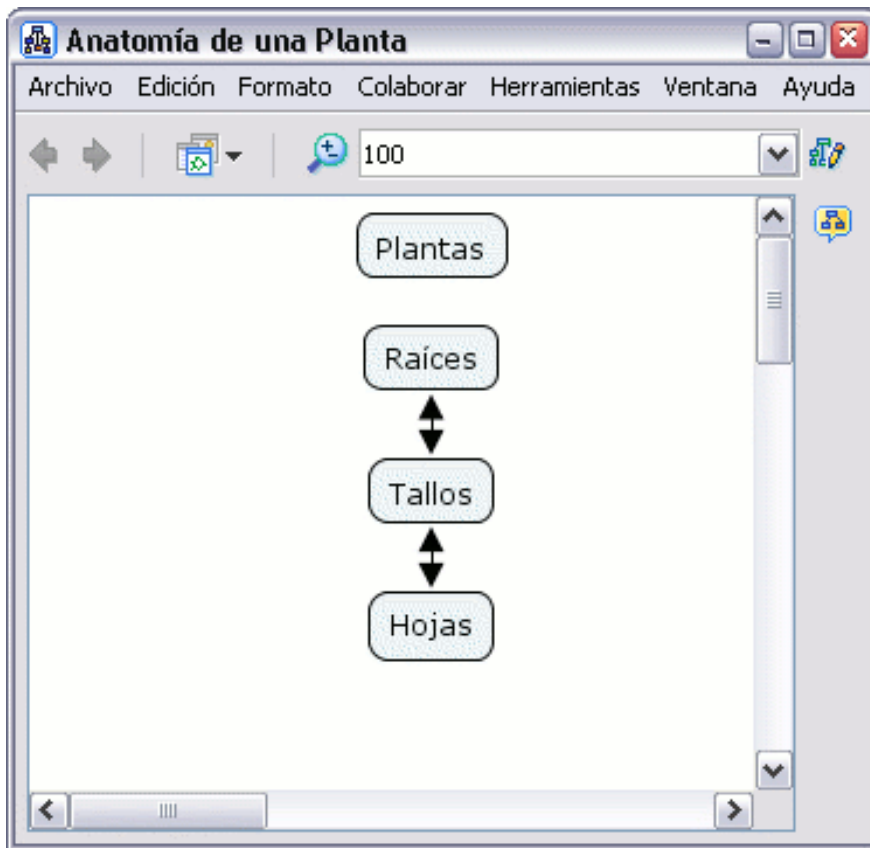 Anatomía de una Planta
Archivo Edición Formato Colaborar Herramientas Ventana Ayuda
100
Plantas
Raíces
Tallos
Hojas